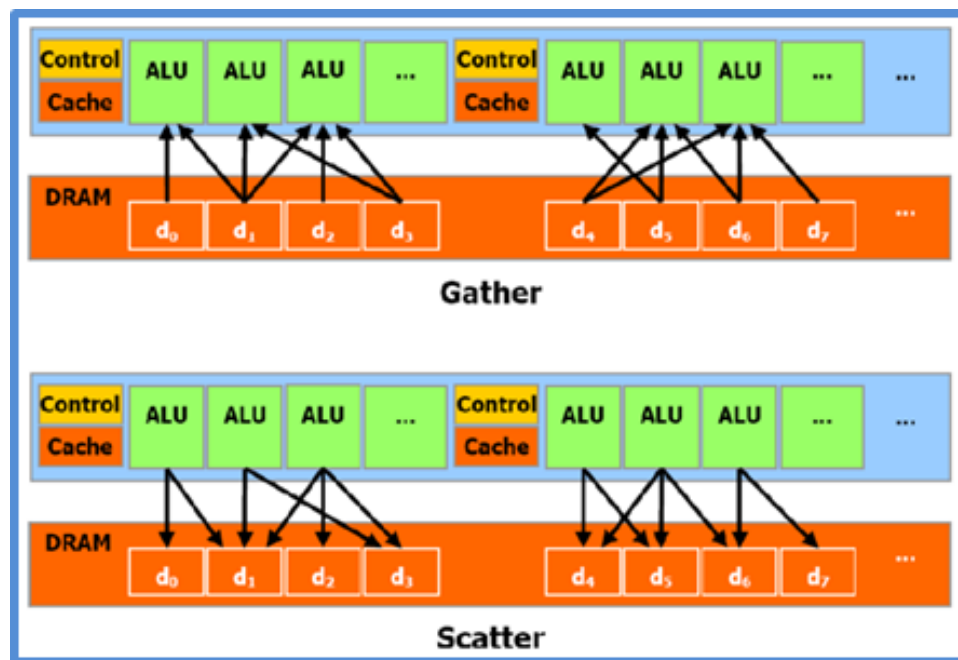 Control ALU ALU ALU ... Control ALU ALU ALU ... ...
Cache Cache
DRAM ...
d₀ d₁ d₂ d₃ d₄ d₅ d₆ d₇
Gather
Control ALU ALU ALU ... Control ALU ALU ALU ... ...
Cache Cache
DRAM ...
d₀ d₁ d₂ d₃ d₄ d₅ d₆ d₇
Scatter